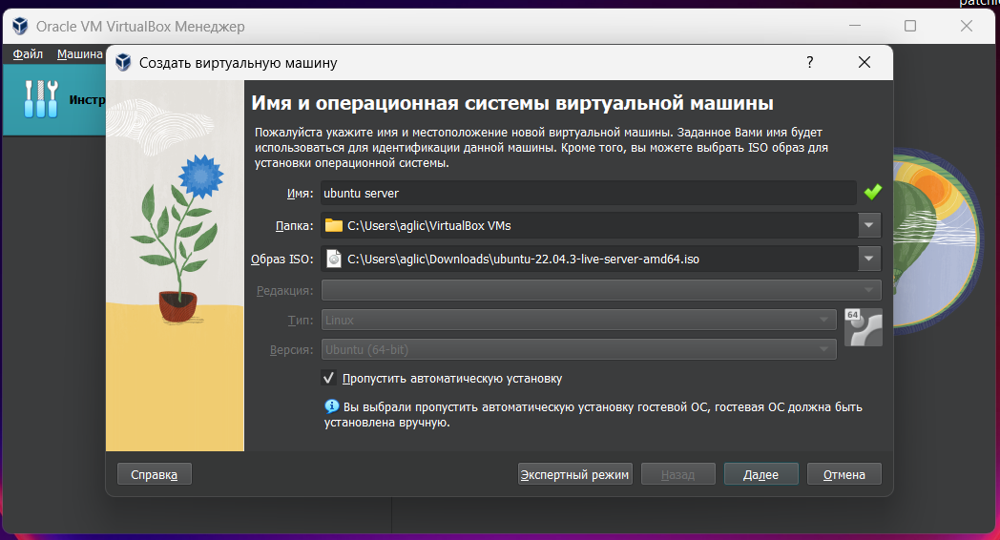 patchl
Oracle VM VirtualBox Менеджер
Файл Машина
Создать виртуальную машину ?
Инстр
Имя и операционная системы виртуальной машины
Пожалуйста укажите имя и местоположение новой виртуальной машины. Заданное Вами имя будет
использоваться для идентификации данной машины. Кроме того, вы можете выбрать ISO образ для
установки операционной системы.
Имя: ubuntu server
Папка: C:\Users\aglic\VirtualBox VMs
Образ ISO: C:\Users\aglic\Downloads\ubuntu-22.04.3-live-server-amd64.iso
Редакция:
Тип: Linux
64
Версия: Ubuntu (64-bit)
Пропустить автоматическую установку
Вы выбрали пропустить автоматическую установку гостевой ОС, гостевая ОС должна быть
установлена вручную.
Справка Экспертный режим Назад Далее Отмена